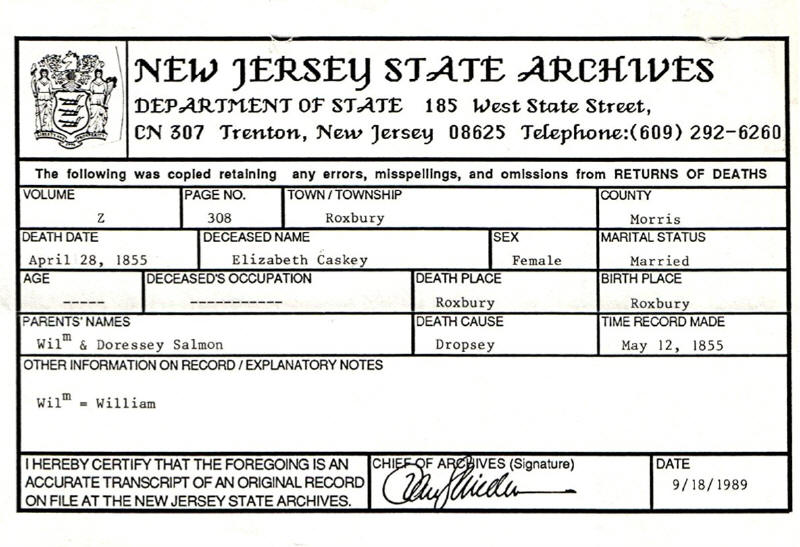 NEW JERSEY STATE ARCHIVES
DEPARTMENT OF STATE 185 West State Street,
CN 307 Trenton, New Jersey 08625 Telephone:(609) 292-6260
The following was copied retaining any errors, misspellings, and omissions from RETURNS OF DEATHS
VOLUME PAGE NO. TOWN / TOWNSHIP COUNTY
Z 308 Roxbury Morris
DEATH DATE DECEASED NAME SEX MARITAL STATUS
April 28, 1855 Elizabeth Caskey Female Married
AGE DECEASED'S OCCUPATION DEATH PLACE BIRTH PLACE
----- ------------ Roxbury Roxbury
PARENTS' NAMES DEATH CAUSE TIME RECORD MADE
Wilm & Doressey Salmon Dropsey May 12, 1855
OTHER INFORMATION ON RECORD / EXPLANATORY NOTES
Wilm = William
I HEREBY CERTIFY THAT THE FOREGOING IS AN
ACCURATE TRANSCRIPT OF AN ORIGINAL RECORD
ON FILE AT THE NEW JERSEY STATE ARCHIVES.
CHIEF OF ARCHIVES (Signature)
DATE
9/18/1989